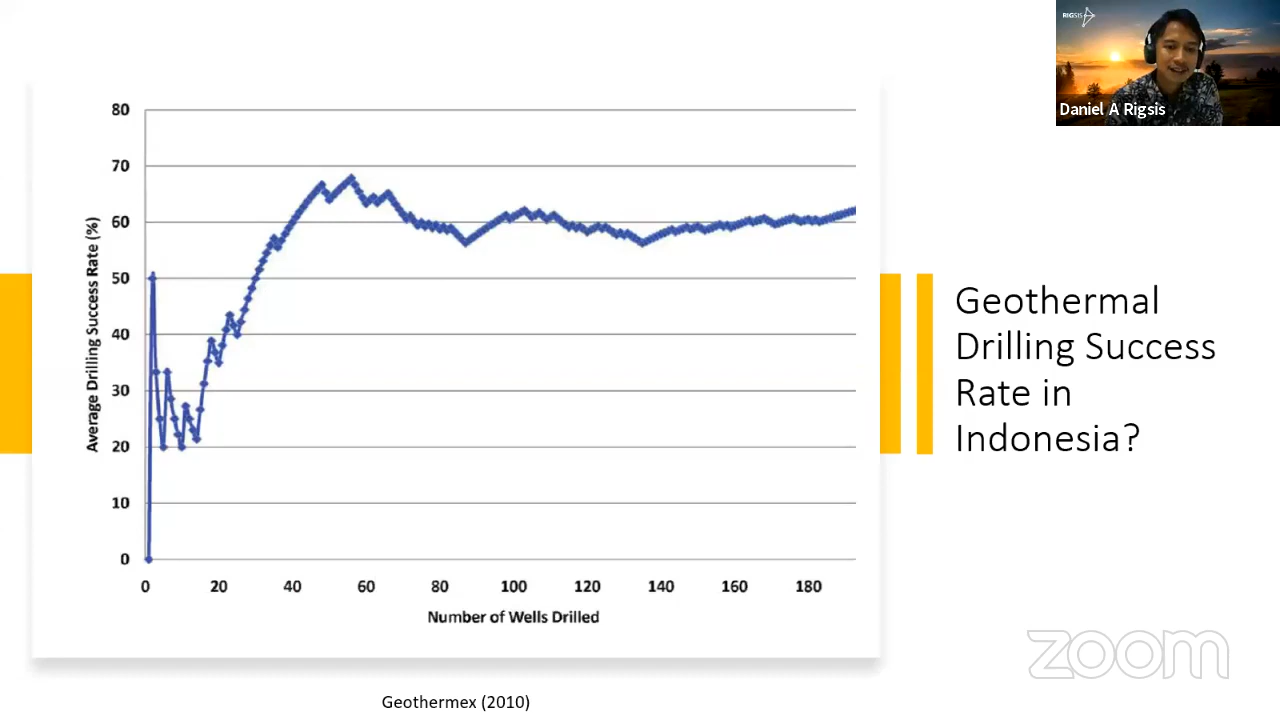 RIGSIS
Daniel A Rigsis
80
70
60
50
40
30
20
10
0
Average Drilling Success Rate (%)
0 20 40 60 80 100 120 140 160 180
Number of Wells Drilled
Geothermal
Drilling Success
Rate in
Indonesia?
zoom
Geothermex (2010)